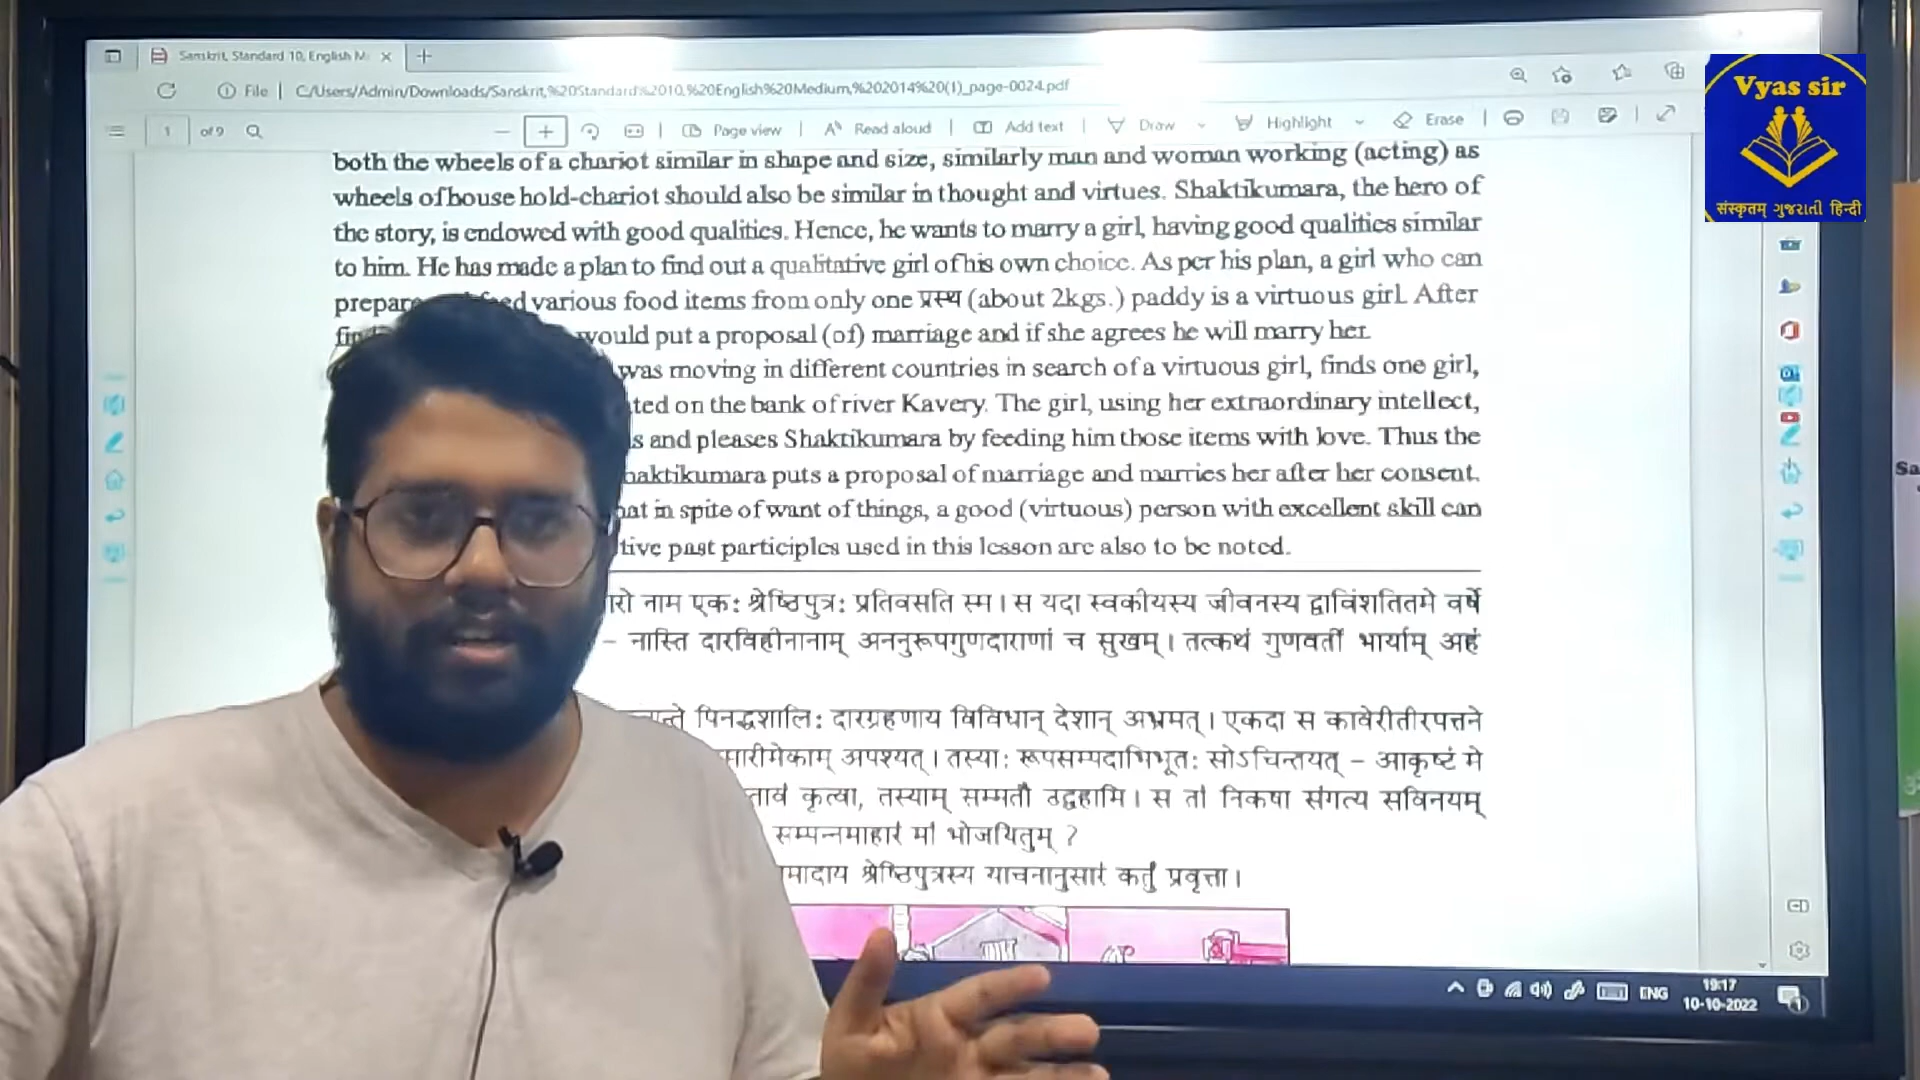 Sanskrit, Standard 10, English M
File | C:/Users/Admin/Downloads/Sanskrit,%20Standard%2010,%20English%20Medium,%202014%20(1)_page-0024.pdf
1 of 9 Page view Read aloud Add text Draw Highlight Erase
Vyas sir
संस्कृतम् ગુજરાતી हिन्दी
both the wheels of a chariot similar in shape and size, similarly man and woman working (acting) as
wheels of house hold-chariot should also be similar in thought and virtues. Shaktikumara, the hero of
the story, is endowed with good qualities. Hence, he wants to marry a girl, having good qualities similar
to him. He has made a plan to find out a qualitative girl of his own choice. As per his plan, a girl who can
prepare various food items from only one प्रस्थ (about 2kgs.) paddy is a virtuous girl. After
would put a proposal (of) marriage and if she agrees he will marry her.
was moving in different countries in search of a virtuous girl, finds one girl,
ted on the bank of river Kavery. The girl, using her extraordinary intellect,
s and pleases Shaktikumara by feeding him those items with love. Thus the
haktikumara puts a proposal of marriage and marries her after her consent.
hat in spite of want of things, a good (virtuous) person with excellent skill can
tive past participles used in this lesson are also to be noted.
रो नाम एकः श्रेष्ठिपुत्रः प्रतिवसति स्म। स यदा स्वकीयस्य जीवनस्य द्वाविंशतितमे वर्षे
– नास्ति दारविहीनानाम् अननुरूपगुणदाराणां च सुखम्। तत्कथं गुणवतीं भार्याम् अहं
पिनद्धशालिः दारग्रहणाय विविधान् देशान् अभ्रमत्। एकदा स कावेरीतीरपत्तने
मारीमेकाम् अपश्यत्। तस्याः रूपसम्पदाभिभूतः सोऽचिन्तयत् – आकृष्टं मे
तावं कृत्वा, तस्याम् सम्मतौ उद्वहामि। स तां निकषा संगत्य सविनयम्
सम्पन्नमाहारं मां भोजयितुम् ?
मादाय श्रेष्ठिपुत्रस्य याचनानुसारं कर्तुं प्रवृत्ता।
ENG
19:17
10-10-2022
Sa